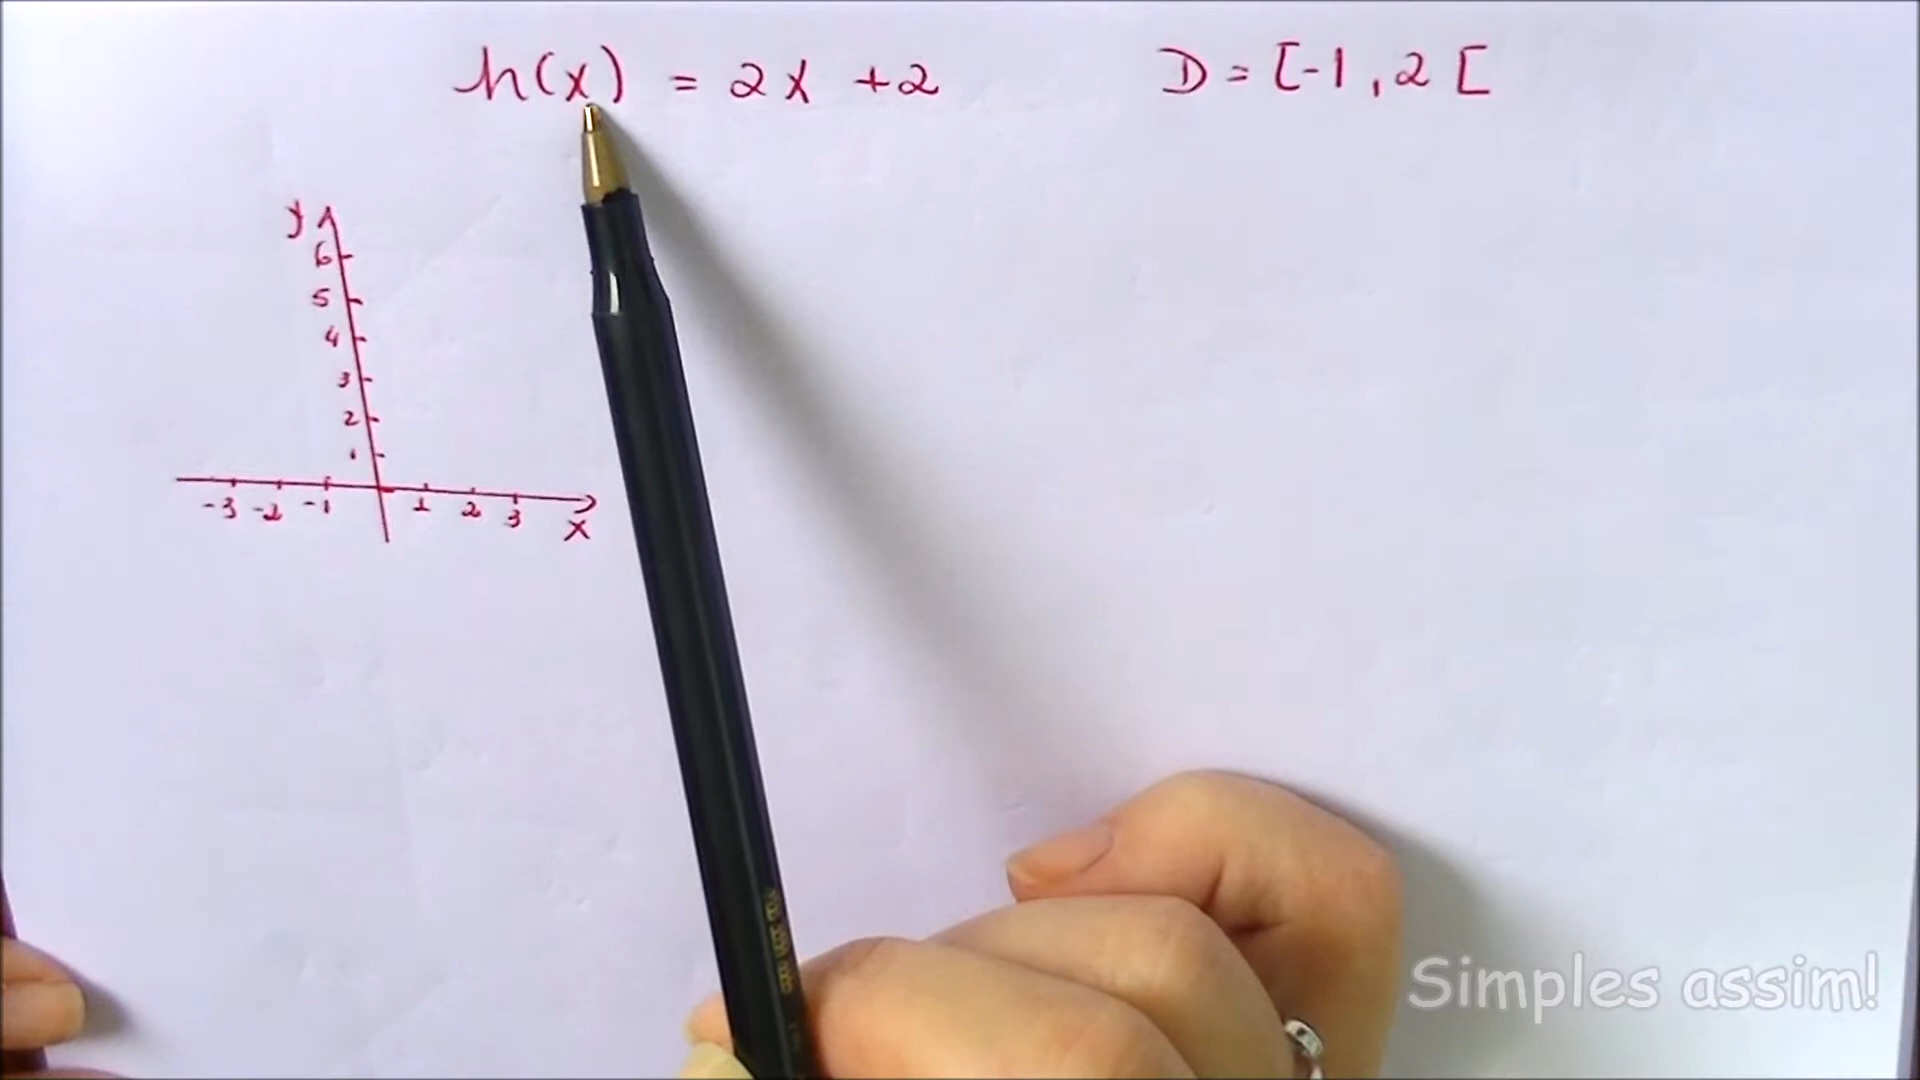 h(x) = 2x + 2 D = [-1, 2 [
y
6
5
4
3
2
1
-3 -2 -1 1 2 3
x
Simples assim!